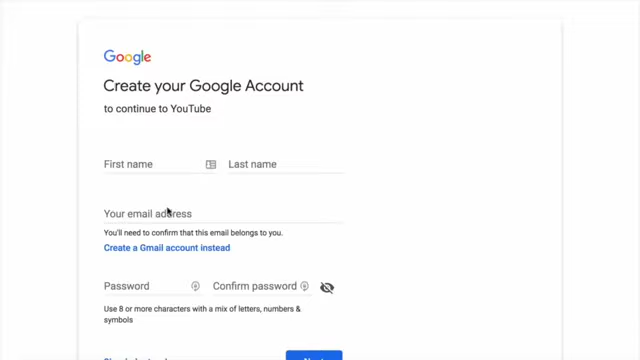 Google
Create your Google Account
to continue to YouTube
First name
Last name
Your email address
You'll need to confirm that this email belongs to you.
Create a Gmail account instead
Password
Confirm password
Use 8 or more characters with a mix of letters, numbers &
symbols